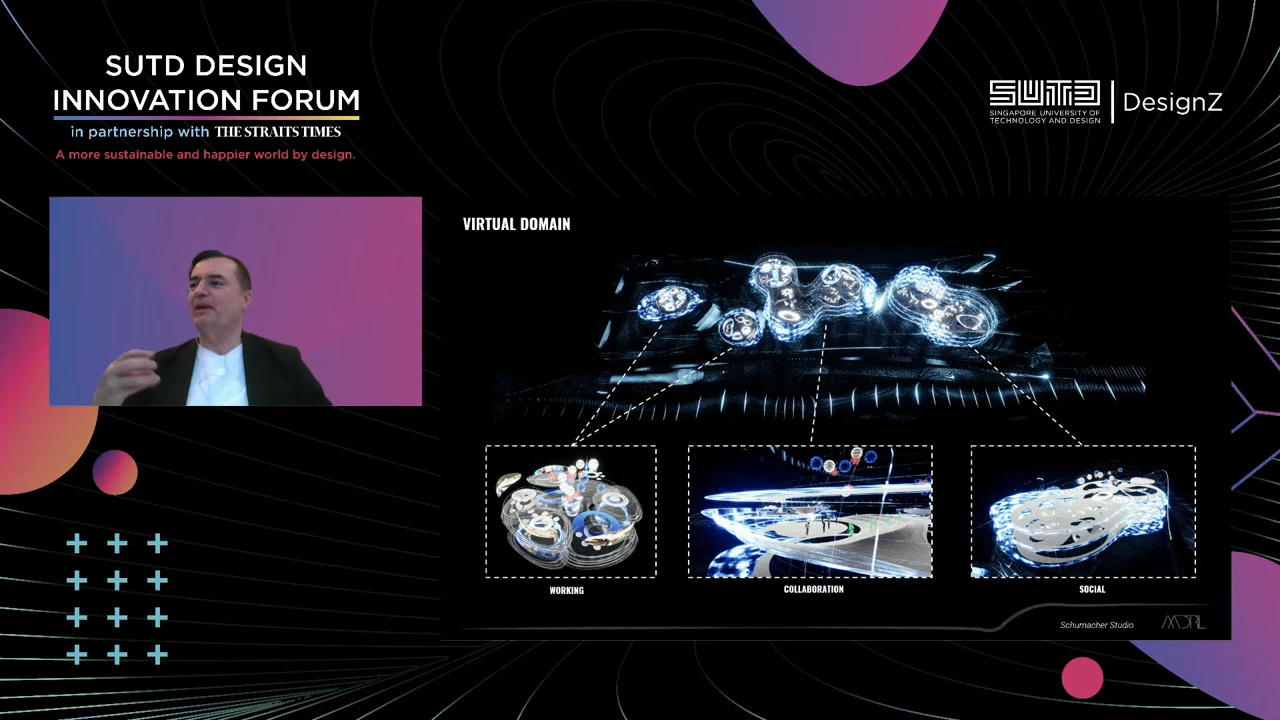 SUTD DESIGN
INNOVATION FORUM
in partnership with THE STRAITS TIMES
A more sustainable and happier world by design.
SUTD
SINGAPORE UNIVERSITY OF
TECHNOLOGY AND DESIGN
DesignZ
VIRTUAL DOMAIN
WORKING
COLLABORATION
SOCIAL
Schumacher Studio